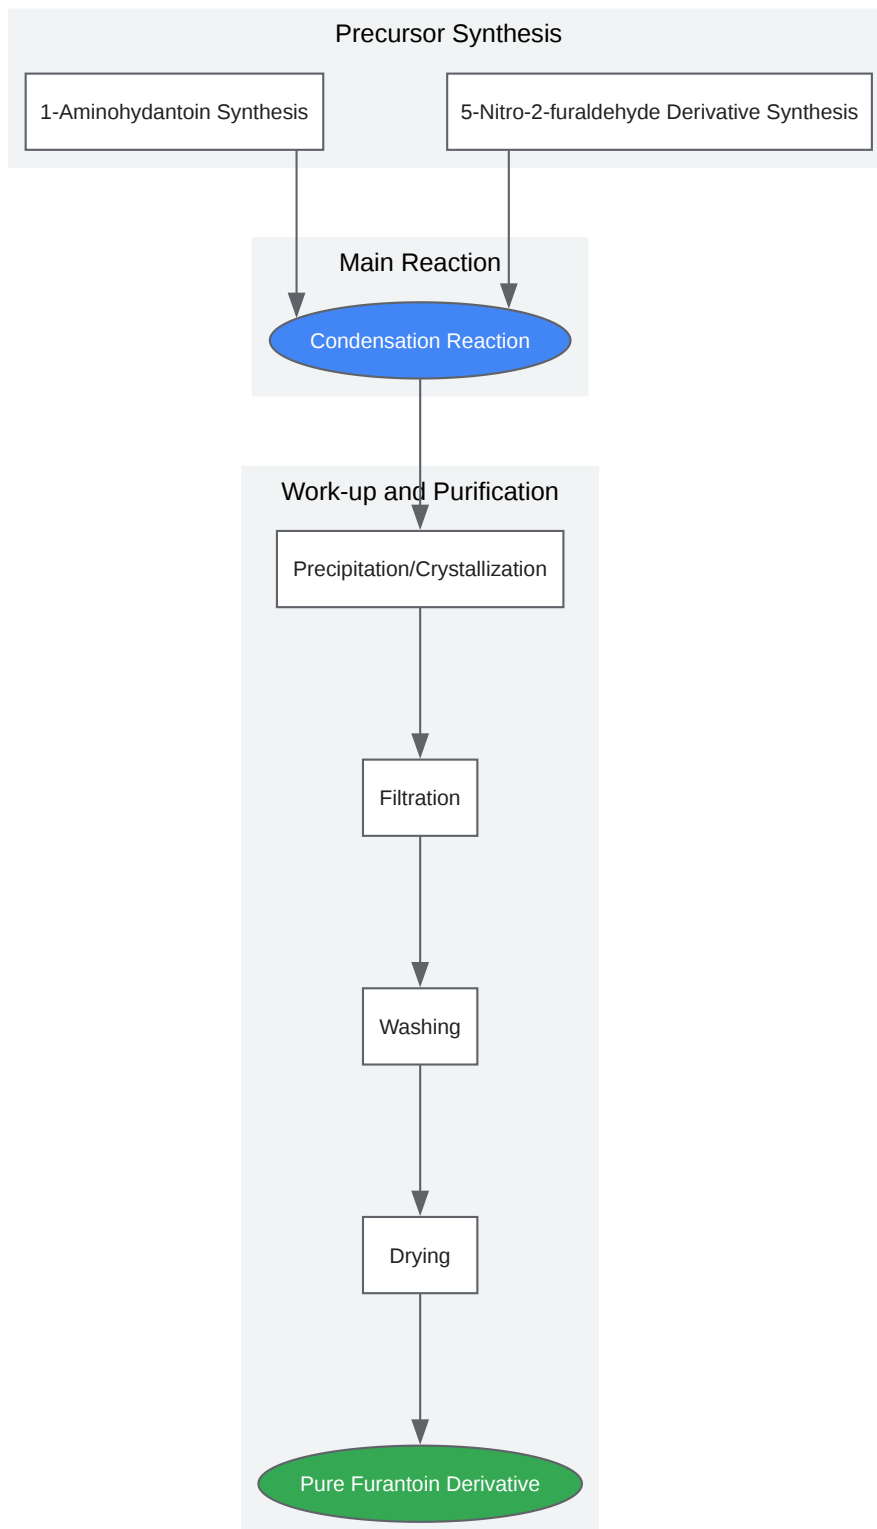 Precursor Synthesis
1-Aminohydantoin Synthesis
5-Nitro-2-furaldehyde Derivative Synthesis
Main Reaction
Condensation Reaction
Work-up and Purification
Precipitation/Crystallization
Filtration
Washing
Drying
Pure Furantoin Derivative